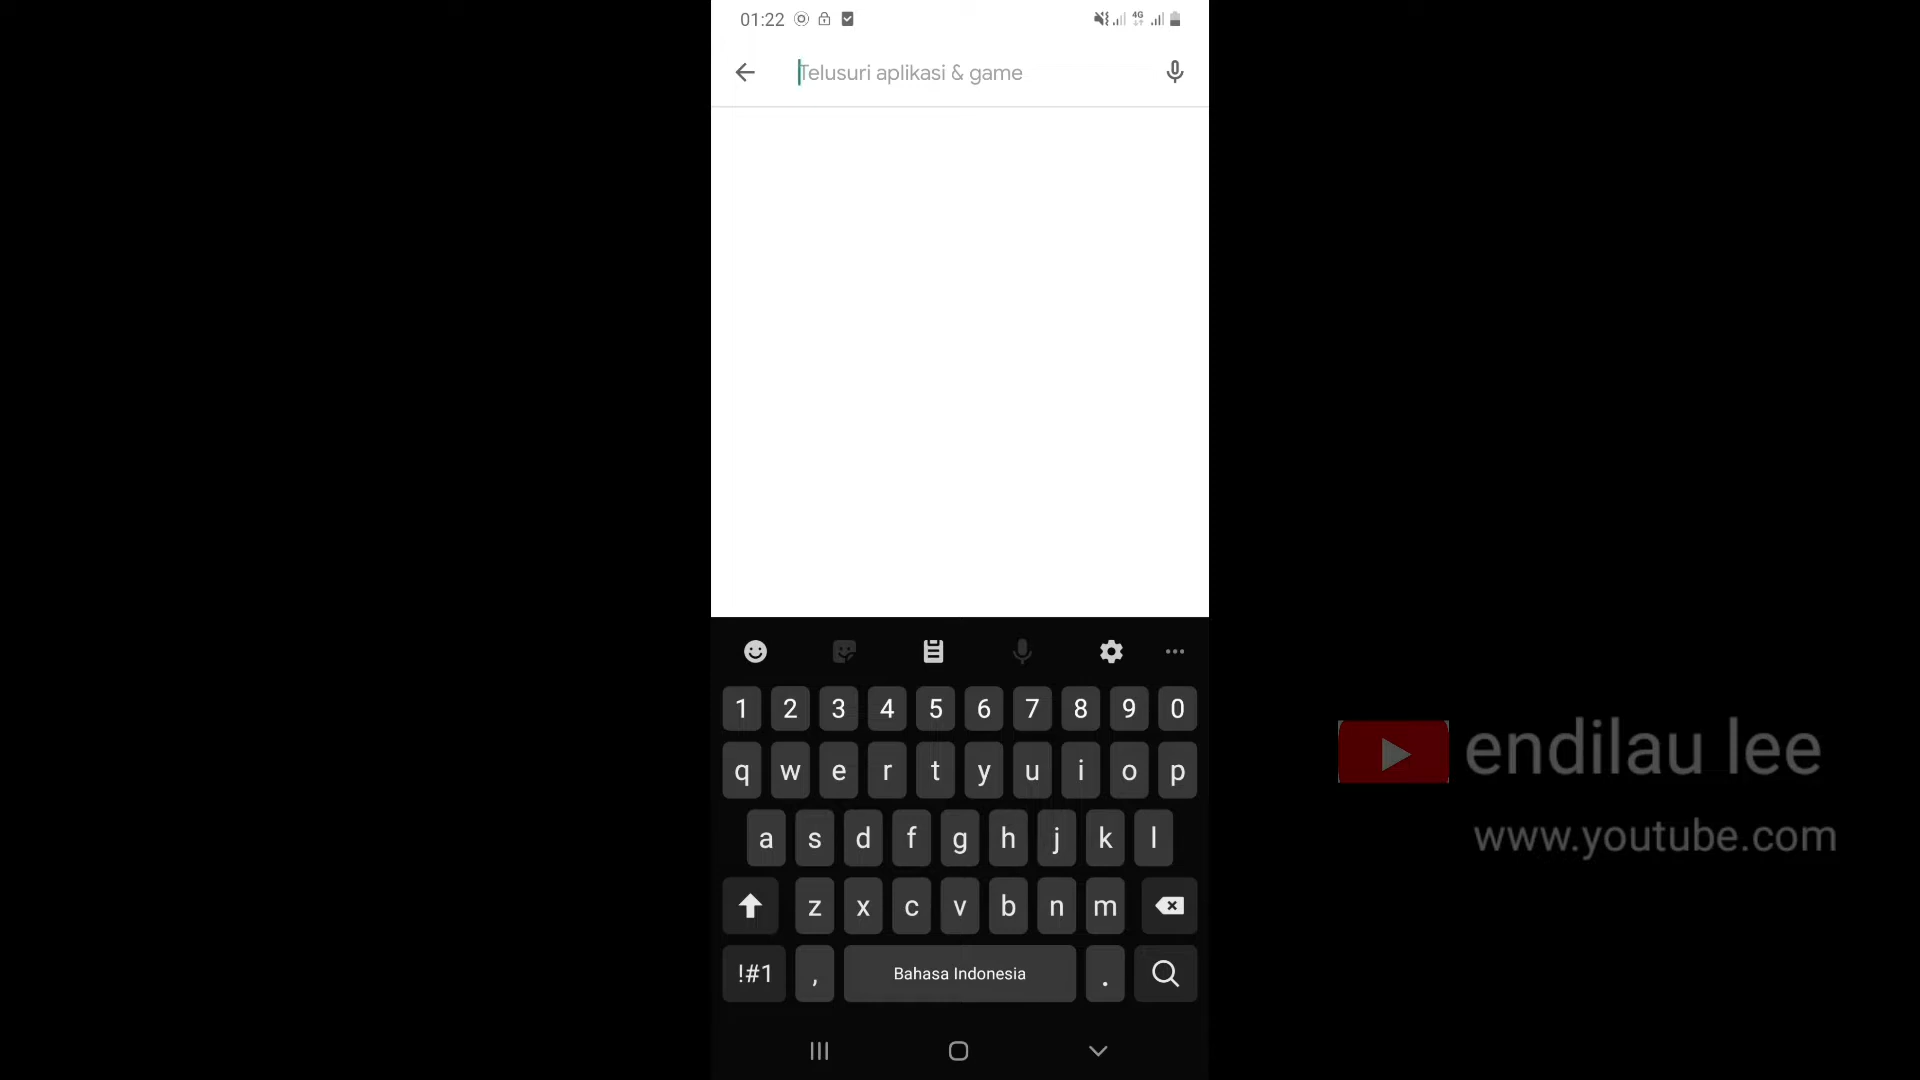 01:22
4G
Telusuri aplikasi & game
1 2 3 4 5 6 7 8 9 0
q w e r t y u i o p
a s d f g h j k l
z x c v b n m
!#1 , Bahasa Indonesia .
endilau lee
www.youtube.com